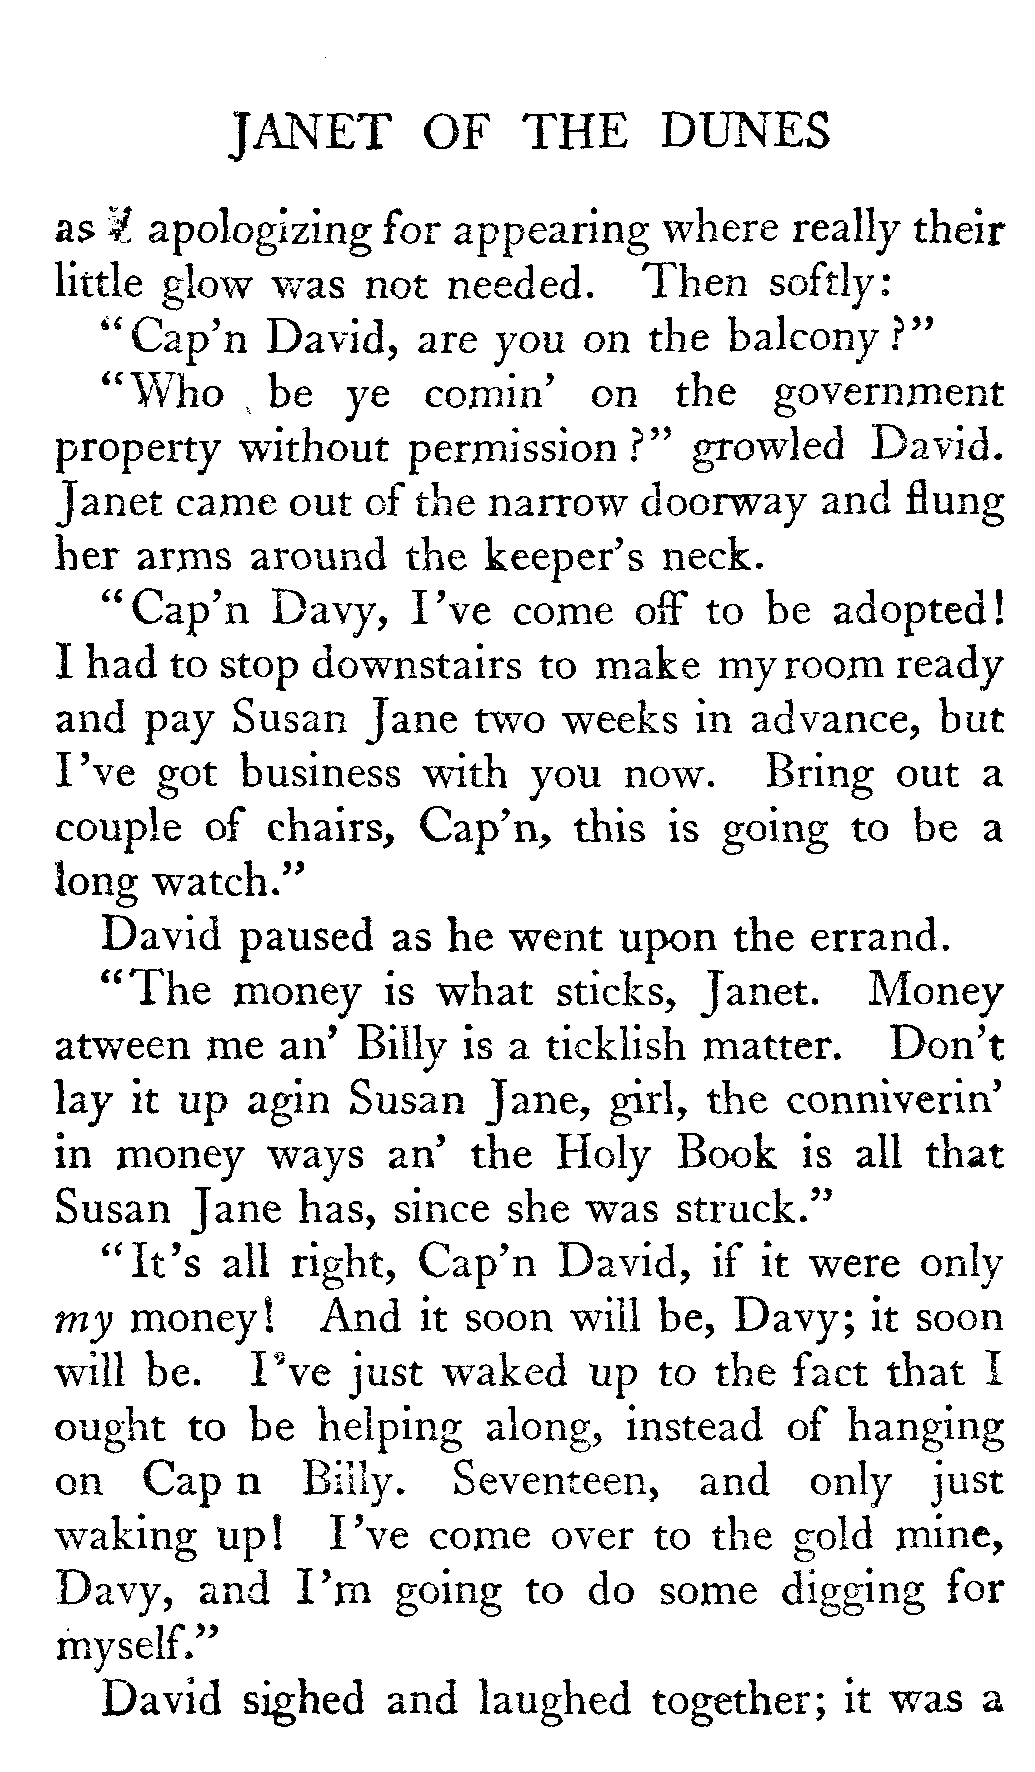 JANET OF THE DUNES
as apologizing for appearing where really their
little glow was not needed. Then softly:
"Cap'n David, are you on the balcony?"
"Who be ye comin' on the government
property without permission?" growled David.
Janet came out of the narrow doorway and flung
her arms around the keeper's neck.
"Cap'n Davy, I've come off to be adopted!
I had to stop downstairs to make my room ready
and pay Susan Jane two weeks in advance, but
I've got business with you now. Bring out a
couple of chairs, Cap'n, this is going to be a
long watch."
David paused as he went upon the errand.
"The money is what sticks, Janet. Money
atween me an' Billy is a ticklish matter. Don't
lay it up agin Susan Jane, girl, the conniverin'
in money ways an' the Holy Book is all that
Susan Jane has, since she was struck."
"It's all right, Cap'n David, if it were only
my money! And it soon will be, Davy; it soon
will be. I've just waked up to the fact that I
ought to be helping along, instead of hanging
on Cap n Billy. Seventeen, and only just
waking up! I've come over to the gold mine,
Davy, and I'm going to do some digging for
myself."
David sighed and laughed together; it was a